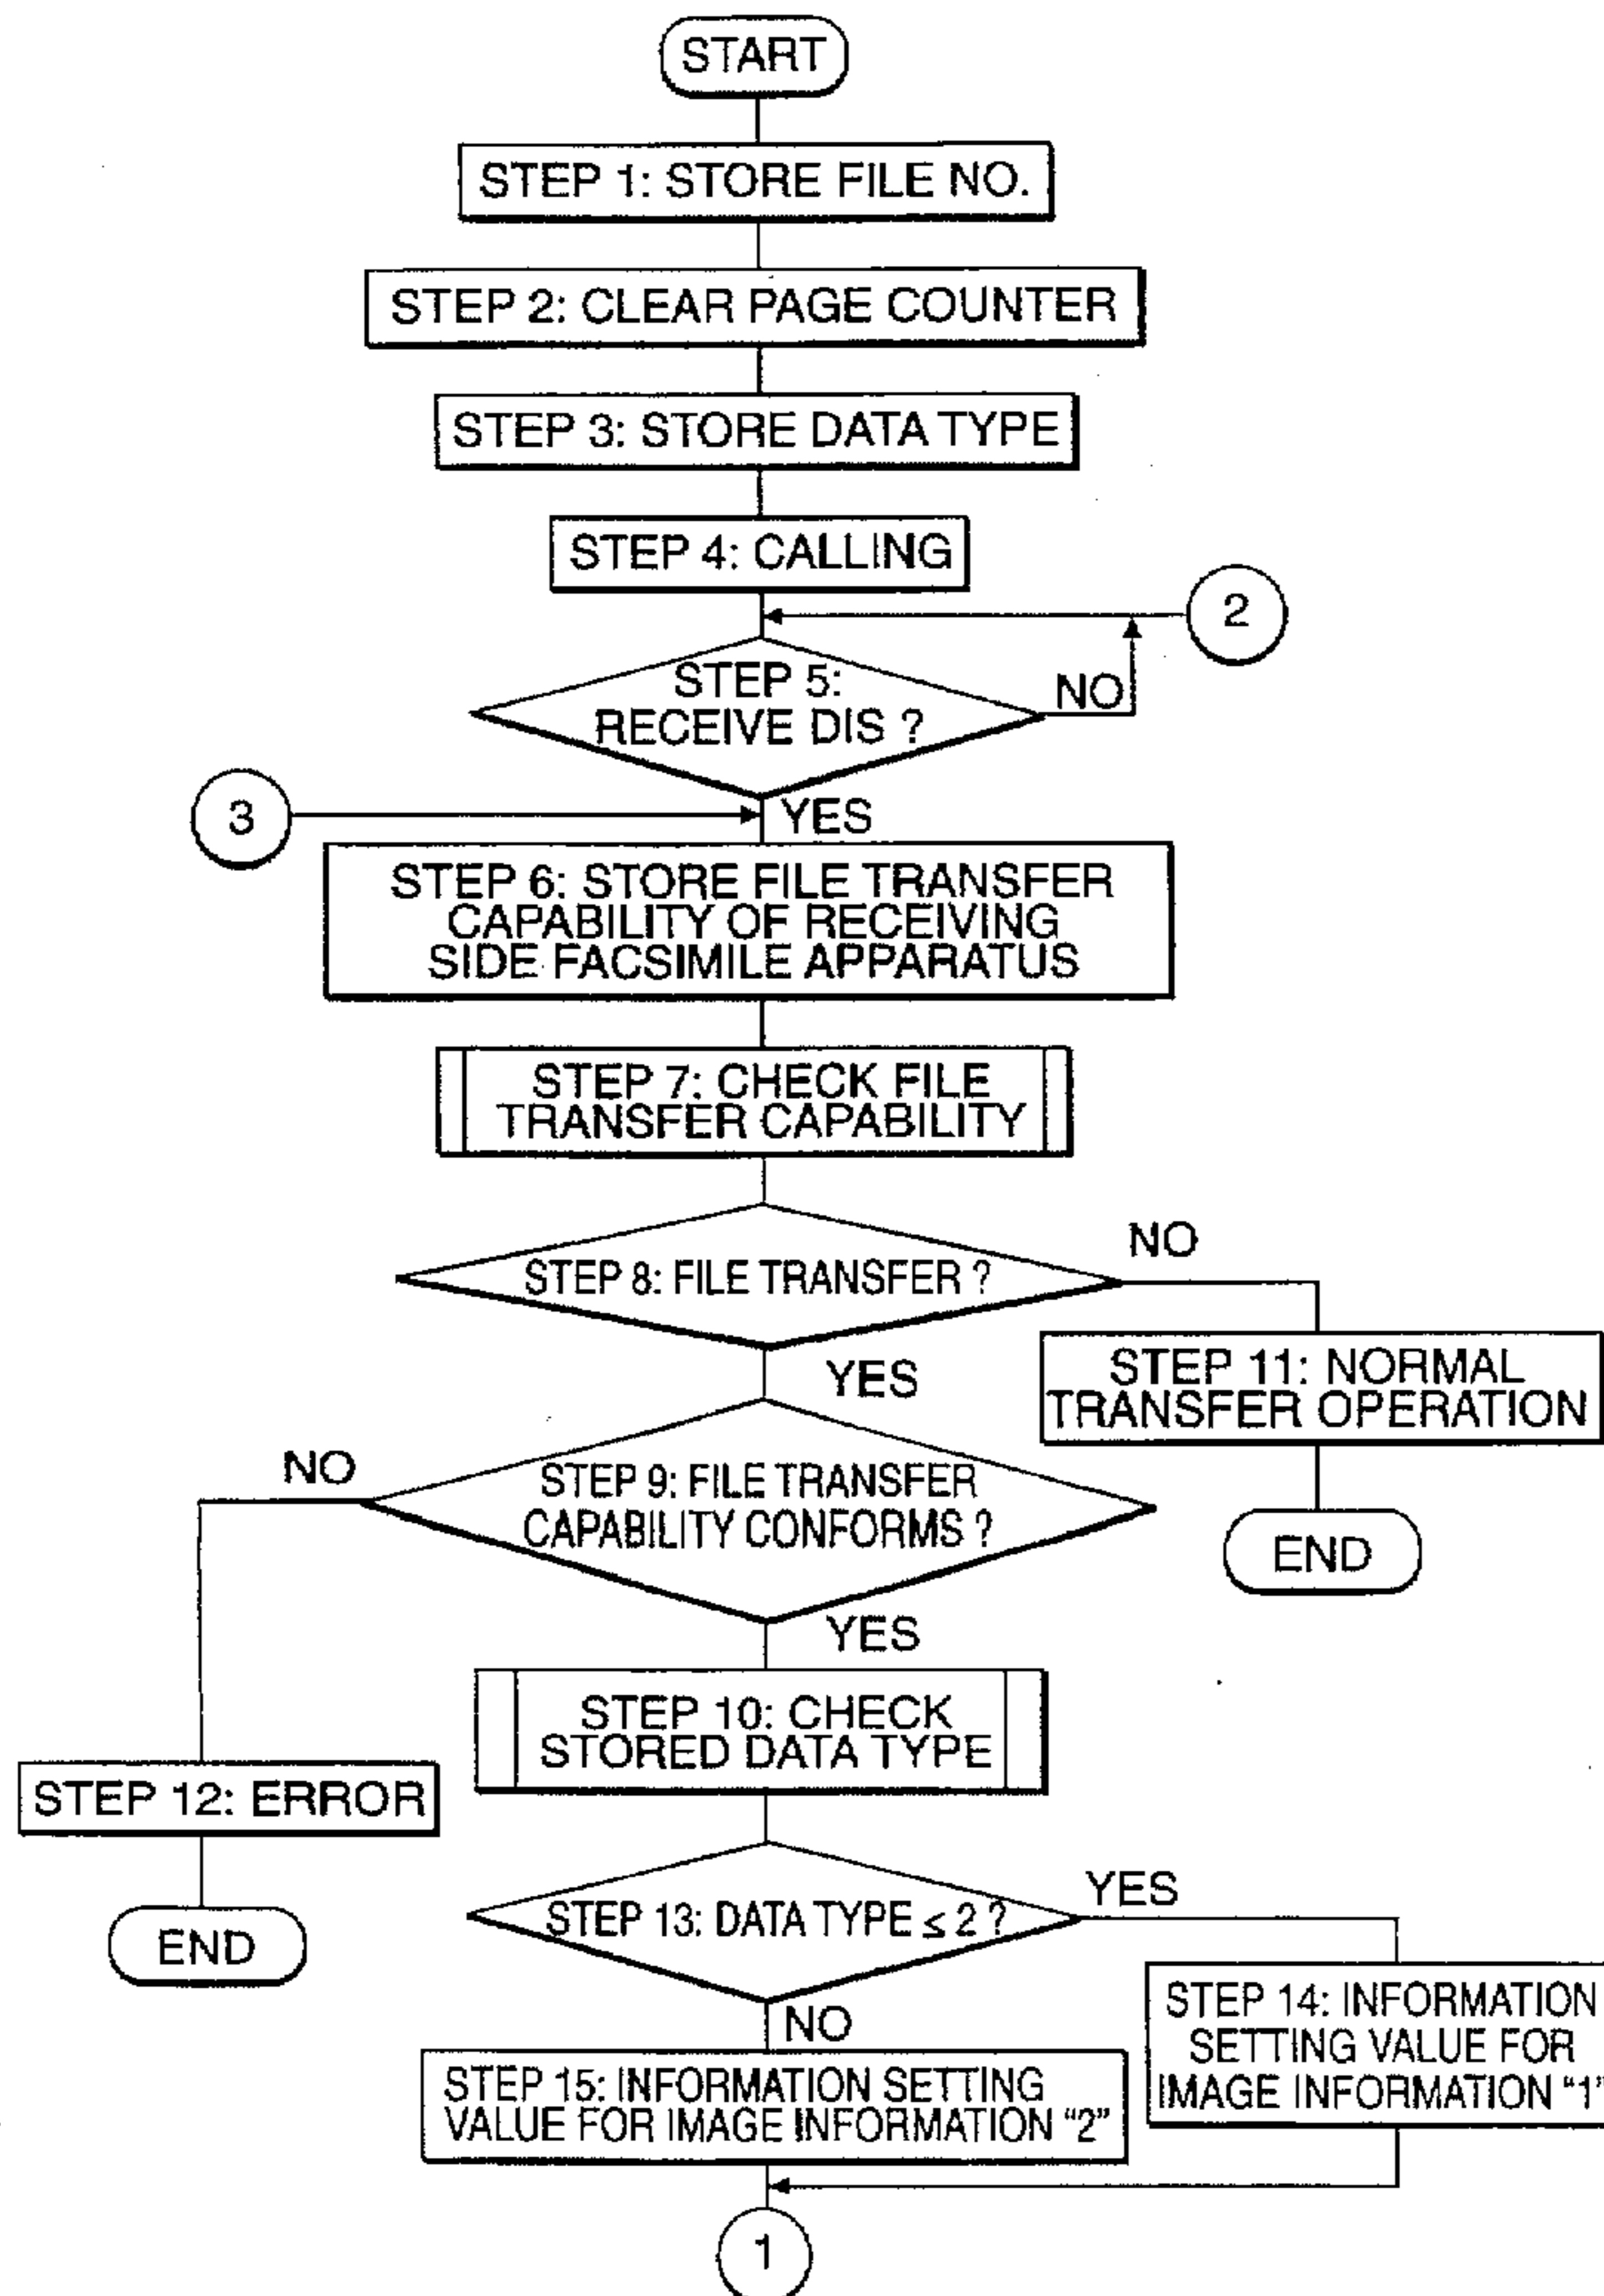 START
STEP 1: STORE FILE NO.
STEP 2: CLEAR PAGE COUNTER
STEP 3: STORE DATA TYPE
STEP 4: CALLING
2
STEP 5:
RECEIVE DIS ?
NO
3
YES
STEP 6: STORE FILE TRANSFER
CAPABILITY OF RECEIVING
SIDE FACSIMILE APPARATUS
STEP 7: CHECK FILE
TRANSFER CAPABILITY
STEP 8: FILE TRANSFER ?
NO
YES
STEP 11: NORMAL
TRANSFER OPERATION
END
STEP 9: FILE TRANSFER
CAPABILITY CONFORMS ?
NO
YES
STEP 10: CHECK
STORED DATA TYPE
STEP 12: ERROR
END
STEP 13: DATA TYPE ≤ 2 ?
YES
NO
STEP 14: INFORMATION
SETTING VALUE FOR
IMAGE INFORMATION “1”
STEP 15: INFORMATION SETTING
VALUE FOR IMAGE INFORMATION “2”
1